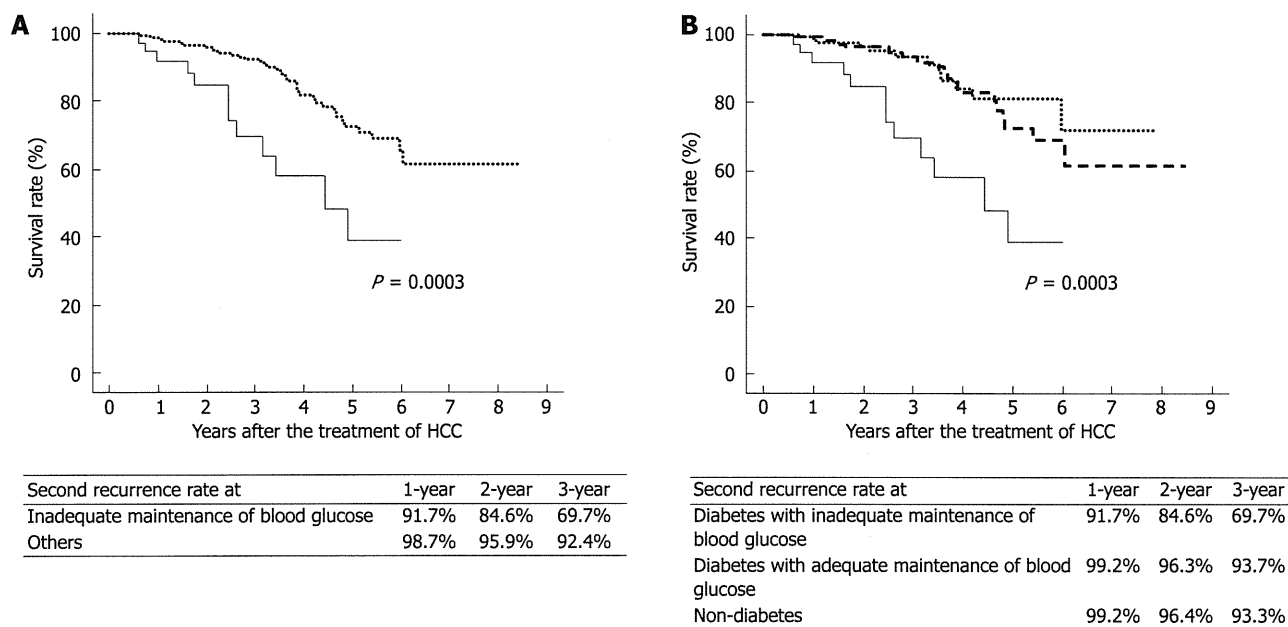 A
100
80
60
40
20
0
Survival rate (%)
P = 0.0003
0 1 2 3 4 5 6 7 8 9
Years after the treatment of HCC
Second recurrence rate at 1-year 2-year 3-year
Inadequate maintenance of blood glucose 91.7% 84.6% 69.7%
Others 98.7% 95.9% 92.4%
B
100
80
60
40
20
0
Survival rate (%)
P = 0.0003
0 1 2 3 4 5 6 7 8 9
Years after the treatment of HCC
Second recurrence rate at 1-year 2-year 3-year
Diabetes with inadequate maintenance of 91.7% 84.6% 69.7%
blood glucose
Diabetes with adequate maintenance of blood 99.2% 96.3% 93.7%
glucose
Non-diabetes 99.2% 96.4% 93.3%